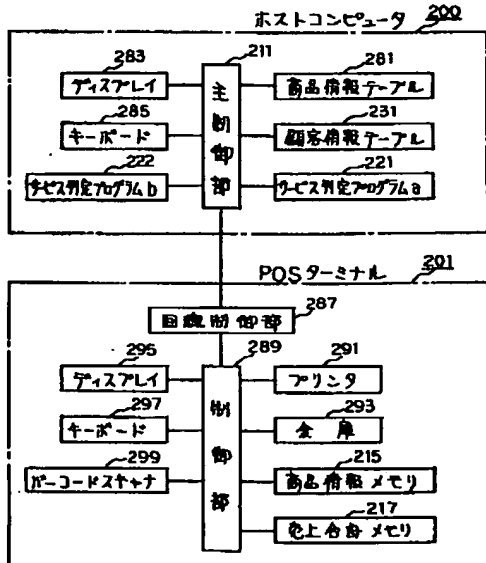 ホストコンピュータ 200
211
283
ディスプレイ
281
商品情報テーブル
285
キーボード
231
顧客情報テーブル
222
サービス判定プログラムb
221
サービス判定プログラムa
主制御部
POSターミナル 201
287
回線制御部
289
295
ディスプレイ
291
プリンタ
297
キーボード
293
金庫
299
バーコードスキャナ
215
商品情報メモリ
217
売上合計メモリ
制御部